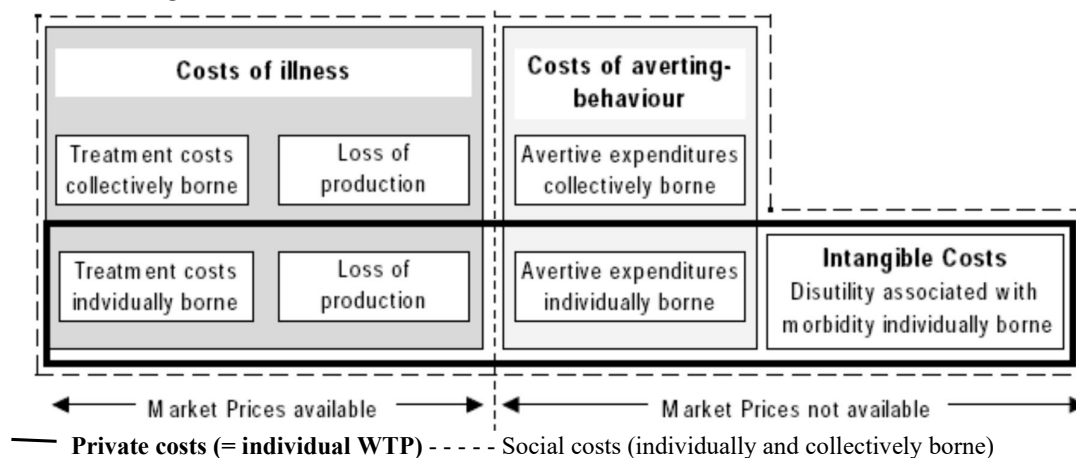 Costs of illness
Costs of averting-
behaviour
Treatment costs
collectively borne
Loss of
production
Avertive expenditures
collectively borne
Treatment costs
indvidually borne
Loss of
production
Avertive expenditures
individually borne
Intangible Costs
Disutility associated with
morbidity individually borne
Market Prices available
Market Prices not available
Private costs (= individual WTP) - - - - - Social costs (individually and collectively borne)